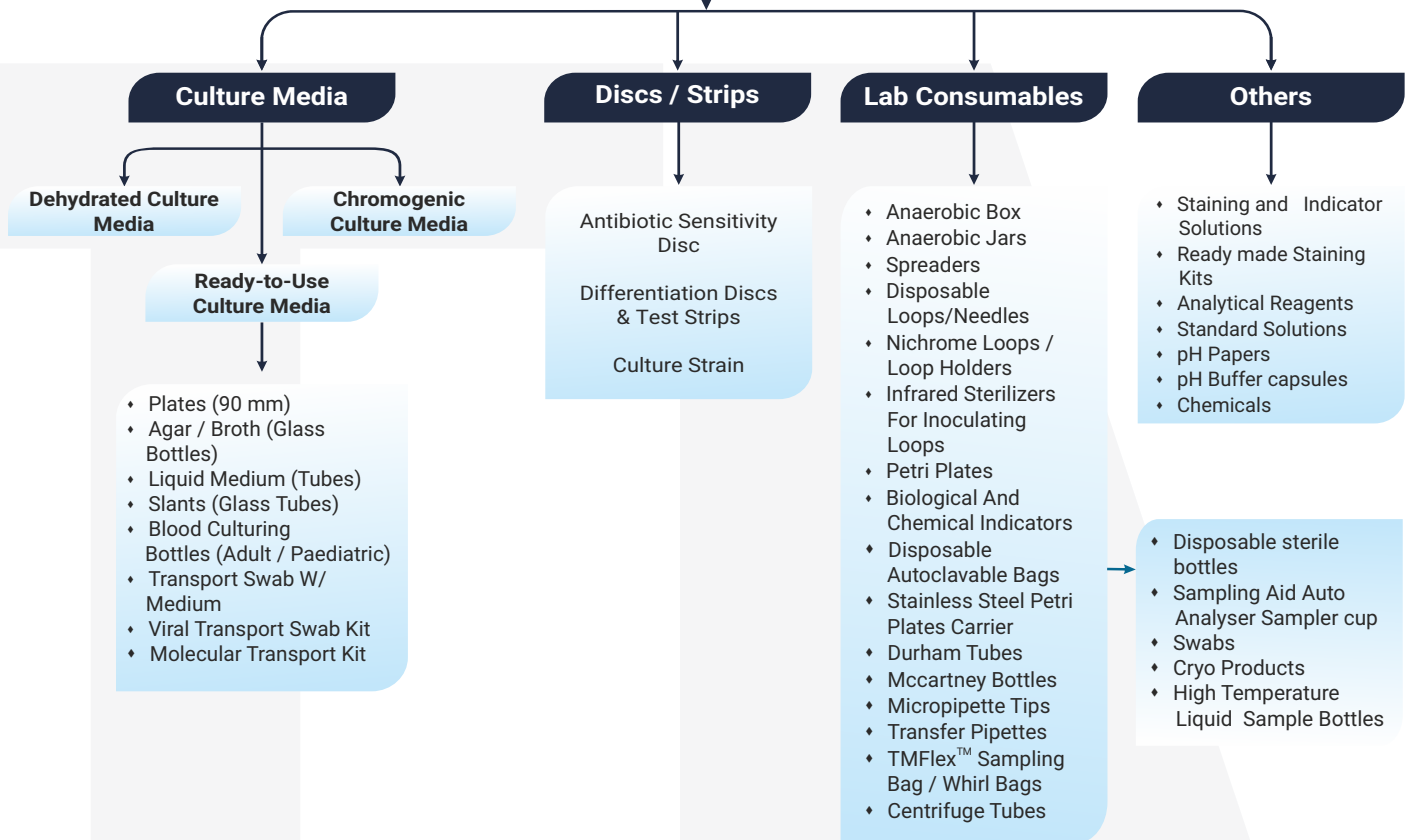 Culture Media
Dehydrated Culture
Media
Chromogenic
Culture Media
Ready-to-Use
Culture Media
Plates (90 mm)
Agar / Broth (Glass
Bottles)
Liquid Medium (Tubes)
Slants (Glass Tubes)
Blood Culturing
Bottles (Adult / Paediatric)
Transport Swab W/
Medium
Viral Transport Swab Kit
Molecular Transport Kit
Discs / Strips
Antibiotic Sensitivity
Disc
Differentiation Discs
& Test Strips
Culture Strain
Lab Consumables
Anaerobic Box
Anaerobic Jars
Spreaders
Disposable
Loops/Needles
Nichrome Loops /
Loop Holders
Infrared Sterilizers
For Inoculating
Loops
Petri Plates
Biological And
Chemical Indicators
Disposable
Autoclavable Bags
Stainless Steel Petri
Plates Carrier
Durham Tubes
Mccartney Bottles
Micropipette Tips
Transfer Pipettes
TMFlex™ Sampling
Bag / Whirl Bags
Centrifuge Tubes
Disposable sterile
bottles
Sampling Aid Auto
Analyser Sampler cup
Swabs
Cryo Products
High Temperature
Liquid Sample Bottles
Others
Staining and Indicator
Solutions
Ready made Staining
Kits
Analytical Reagents
Standard Solutions
pH Papers
pH Buffer capsules
Chemicals